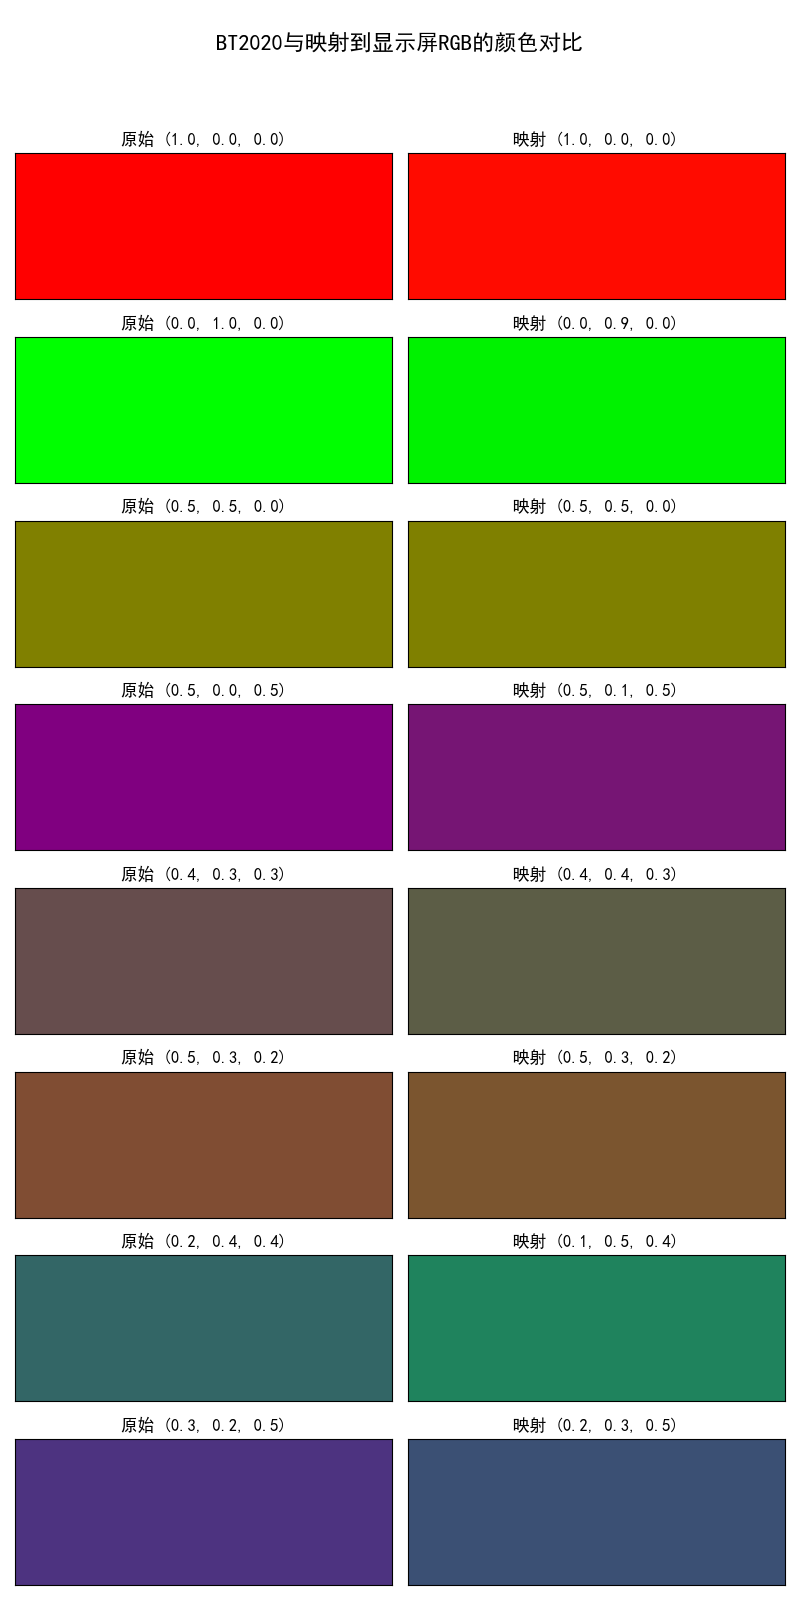 BT2020与映射到显示屏RGB的颜色对比
原始 (1.0, 0.0, 0.0) 映射 (1.0, 0.0, 0.0)
原始 (0.0, 1.0, 0.0) 映射 (0.0, 0.9, 0.0)
原始 (0.5, 0.5, 0.0) 映射 (0.5, 0.5, 0.0)
原始 (0.5, 0.0, 0.5) 映射 (0.5, 0.1, 0.5)
原始 (0.4, 0.3, 0.3) 映射 (0.4, 0.4, 0.3)
原始 (0.5, 0.3, 0.2) 映射 (0.5, 0.3, 0.2)
原始 (0.2, 0.4, 0.4) 映射 (0.1, 0.5, 0.4)
原始 (0.3, 0.2, 0.5) 映射 (0.2, 0.3, 0.5)